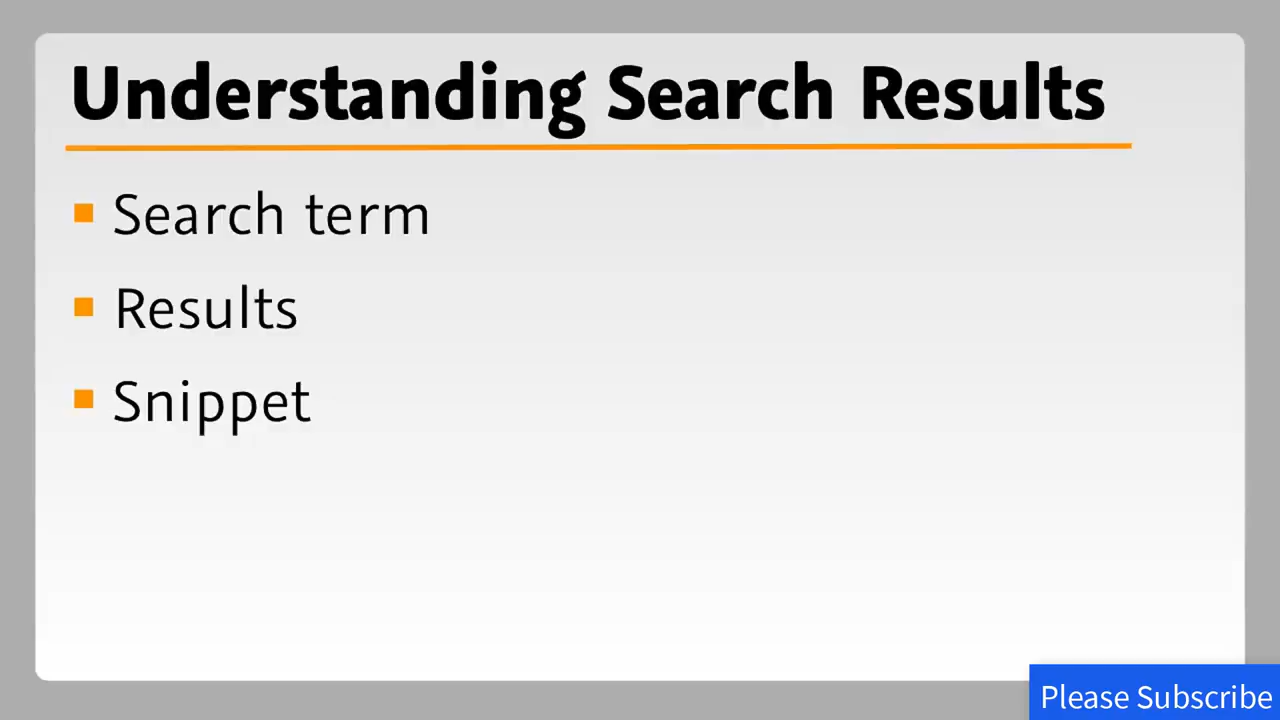 Understanding Search Results
Search term
Results
Snippet
Please Subscribe